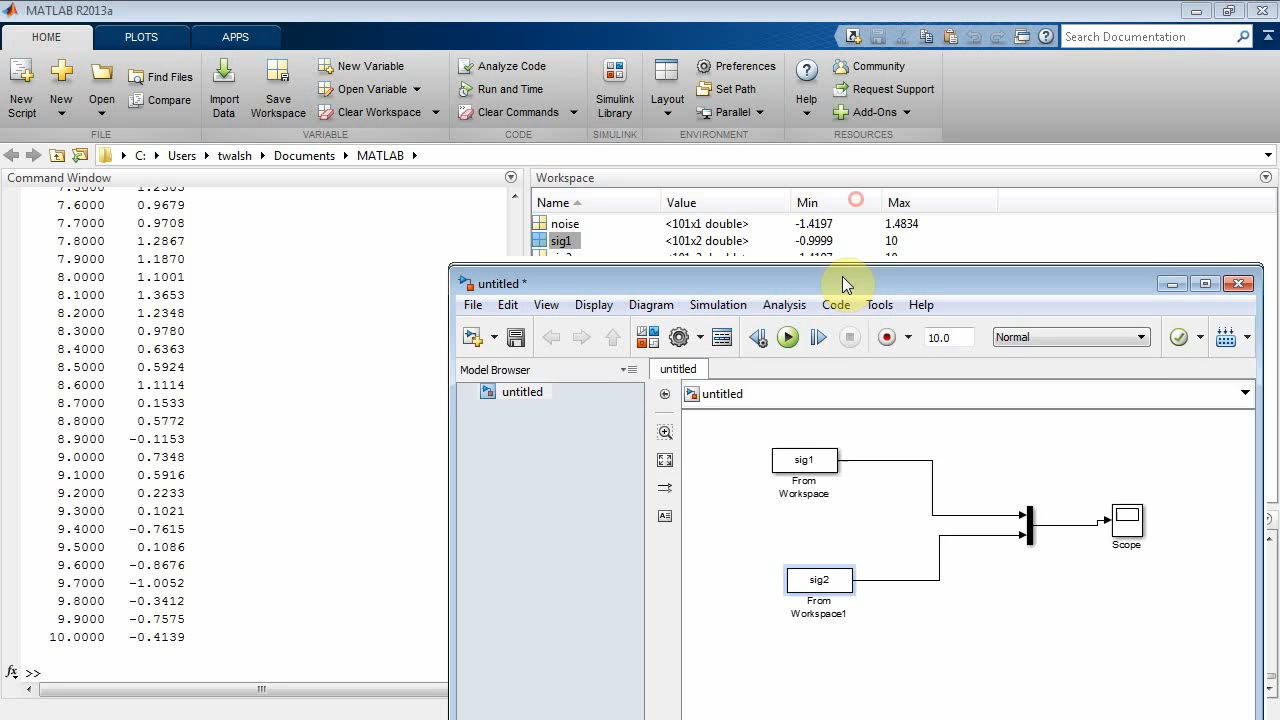 MATLAB R2013a
HOME PLOTS APPS
Search Documentation
New Script
New
Open
Find Files
Compare
FILE
Import Data
Save Workspace
New Variable
Open Variable
Clear Workspace
VARIABLE
Analyze Code
Run and Time
Clear Commands
CODE
Simulink Library
SIMULINK
Layout
Preferences
Set Path
Parallel
ENVIRONMENT
Help
Community
Request Support
Add-Ons
RESOURCES
C: Users twalsh Documents MATLAB
Command Window
7.6000 0.9679
7.7000 0.9708
7.8000 1.2867
7.9000 1.1870
8.0000 1.1001
8.1000 1.3653
8.2000 1.2348
8.3000 0.9780
8.4000 0.6363
8.5000 0.5924
8.6000 1.1114
8.7000 0.1533
8.8000 0.5772
8.9000 -0.1153
9.0000 0.7348
9.1000 0.5916
9.2000 0.2233
9.3000 0.1021
9.4000 -0.7615
9.5000 0.1086
9.6000 -0.8676
9.7000 -1.0052
9.8000 -0.3412
9.9000 -0.7575
10.0000 -0.4139
fx >>
Workspace
Name Value Min Max
noise <101x1 double> -1.4197 1.4834
sig1 <101x2 double> -0.9999 10
untitled *
File Edit View Display Diagram Simulation Analysis Code Tools Help
10.0 Normal
Model Browser
untitled
untitled
untitled
sig1
From
Workspace
sig2
From
Workspace1
Scope